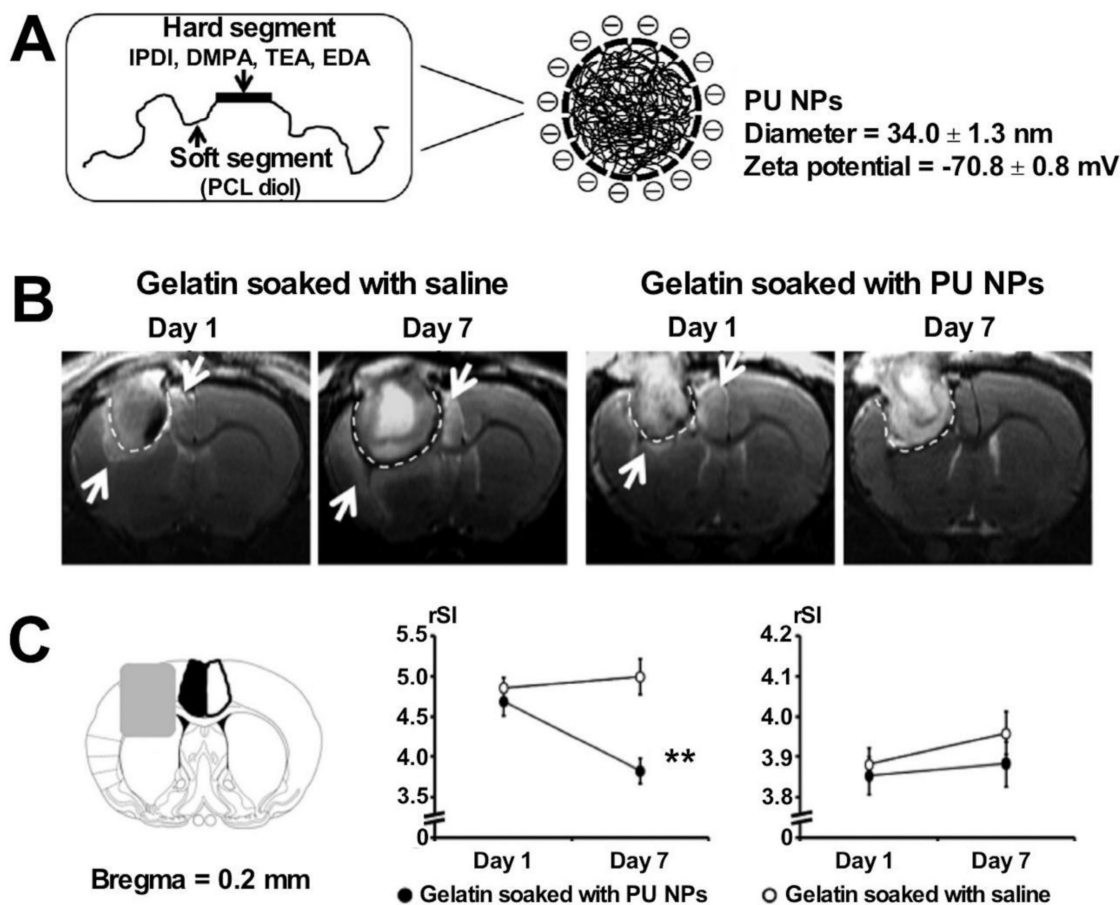 A
Hard segment
IPDI, DMPA, TEA, EDA
Soft segment
(PCL diol)
PU NPs
Diameter = 34.0 ± 1.3 nm
Zeta potential = -70.8 ± 0.8 mV
B
Gelatin soaked with saline
Gelatin soaked with PU NPs
Day 1
Day 7
Day 1
Day 7
C
Bregma = 0.2 mm
rSI
5.5
5.0
4.5
4.0
3.5
0
Day 1
Day 7
**
rSI
4.2
4.1
4.0
3.9
3.8
0
Day 1
Day 7
Gelatin soaked with PU NPs
Gelatin soaked with saline